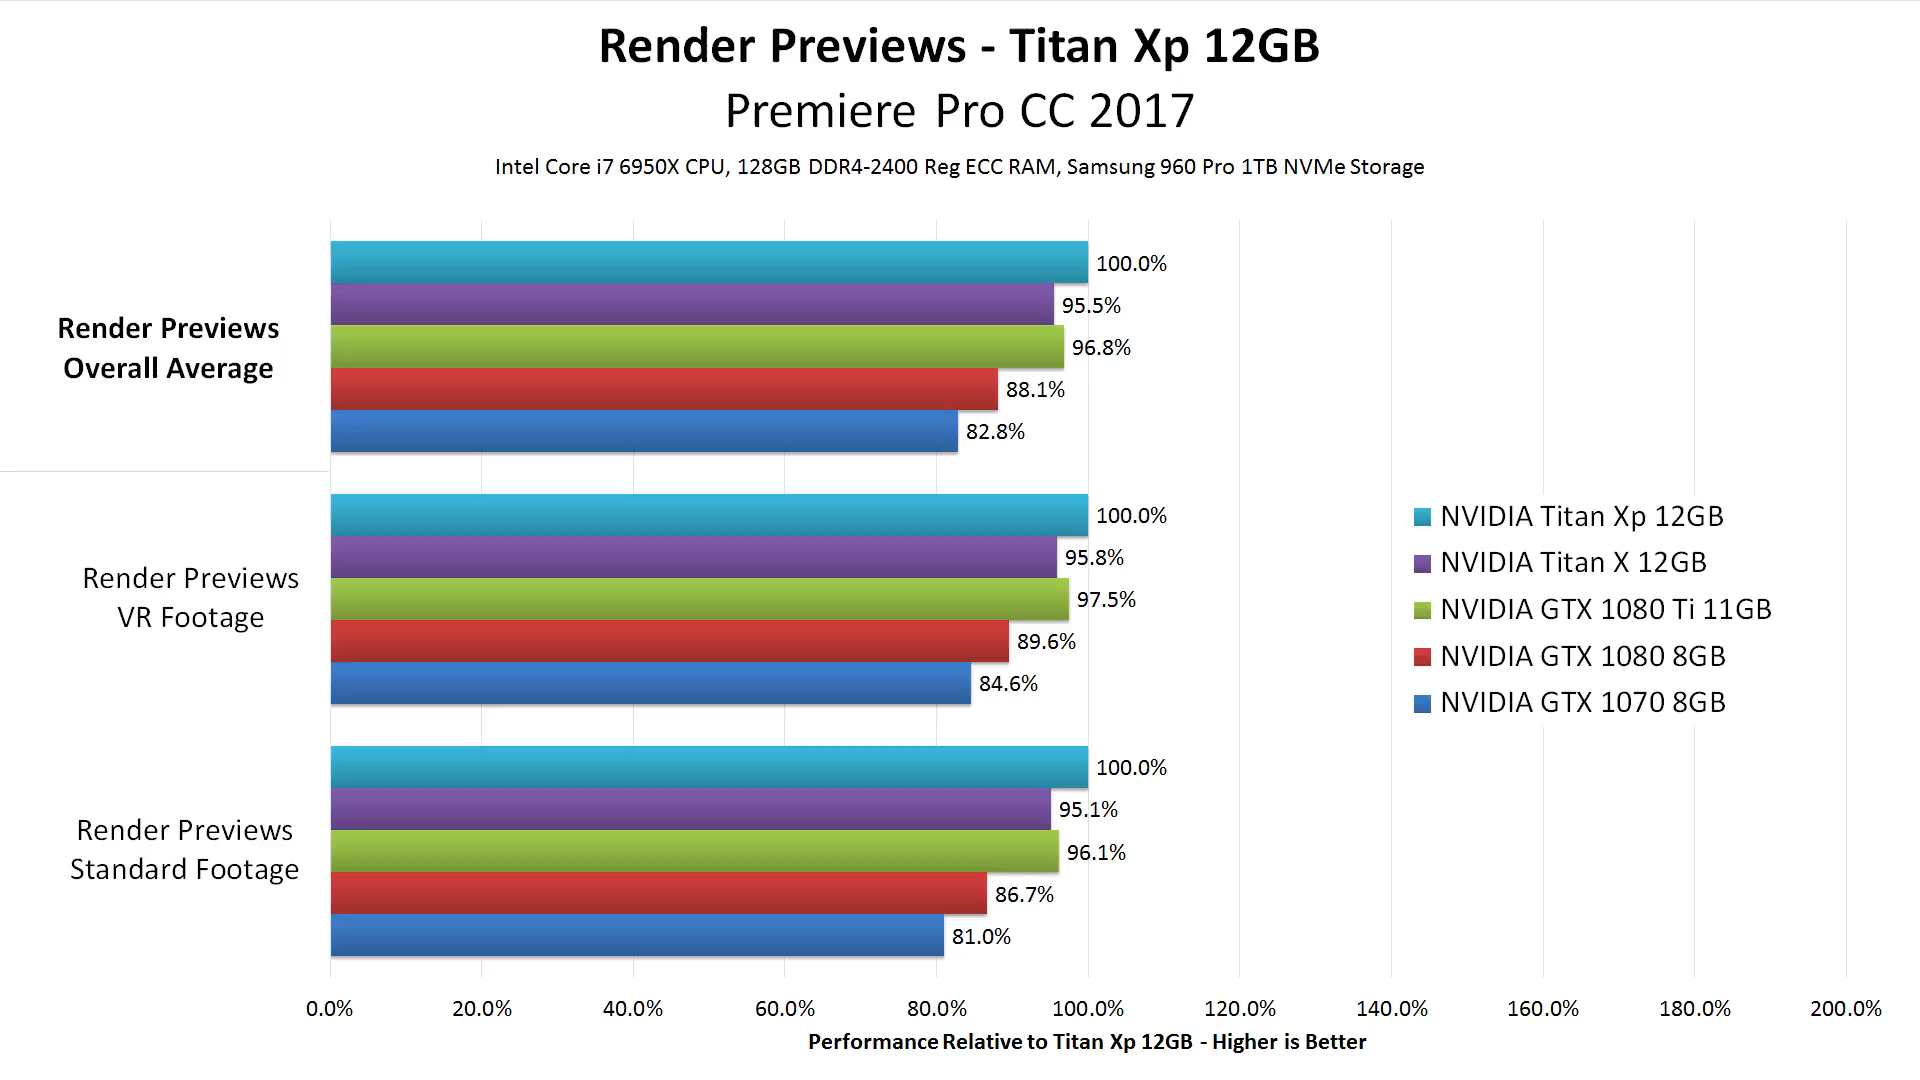 Render Previews - Titan Xp 12GB
Premiere Pro CC 2017
Intel Core i7 6950X CPU, 128GB DDR4-2400 Reg ECC RAM, Samsung 960 Pro 1TB NVMe Storage
Render Previews
Overall Average
100.0%
95.5%
96.8%
88.1%
82.8%
Render Previews
VR Footage
100.0%
95.8%
97.5%
89.6%
84.6%
Render Previews
Standard Footage
100.0%
95.1%
96.1%
86.7%
81.0%
NVIDIA Titan Xp 12GB
NVIDIA Titan X 12GB
NVIDIA GTX 1080 Ti 11GB
NVIDIA GTX 1080 8GB
NVIDIA GTX 1070 8GB
0.0% 20.0% 40.0% 60.0% 80.0% 100.0% 120.0% 140.0% 160.0% 180.0% 200.0%
Performance Relative to Titan Xp 12GB - Higher is Better